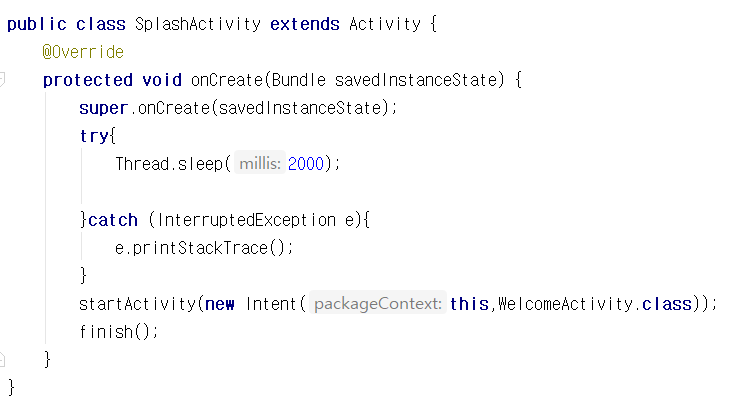 public class SplashActivity extends Activity {
    @Override
    protected void onCreate(Bundle savedInstanceState) {
        super.onCreate(savedInstanceState);
        try{
            Thread.sleep( millis: 2000);

        }catch (InterruptedException e){
            e.printStackTrace();
        }
        startActivity(new Intent( packageContext: this,WelcomeActivity.class));
        finish();
    }
}